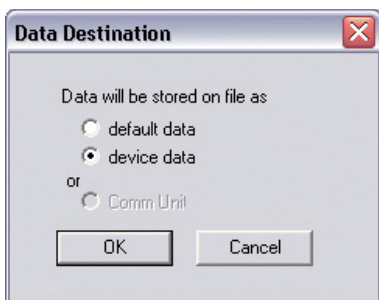 Data Destination
Data will be stored on file as
default data
device data
or
Comm Unit
OK Cancel